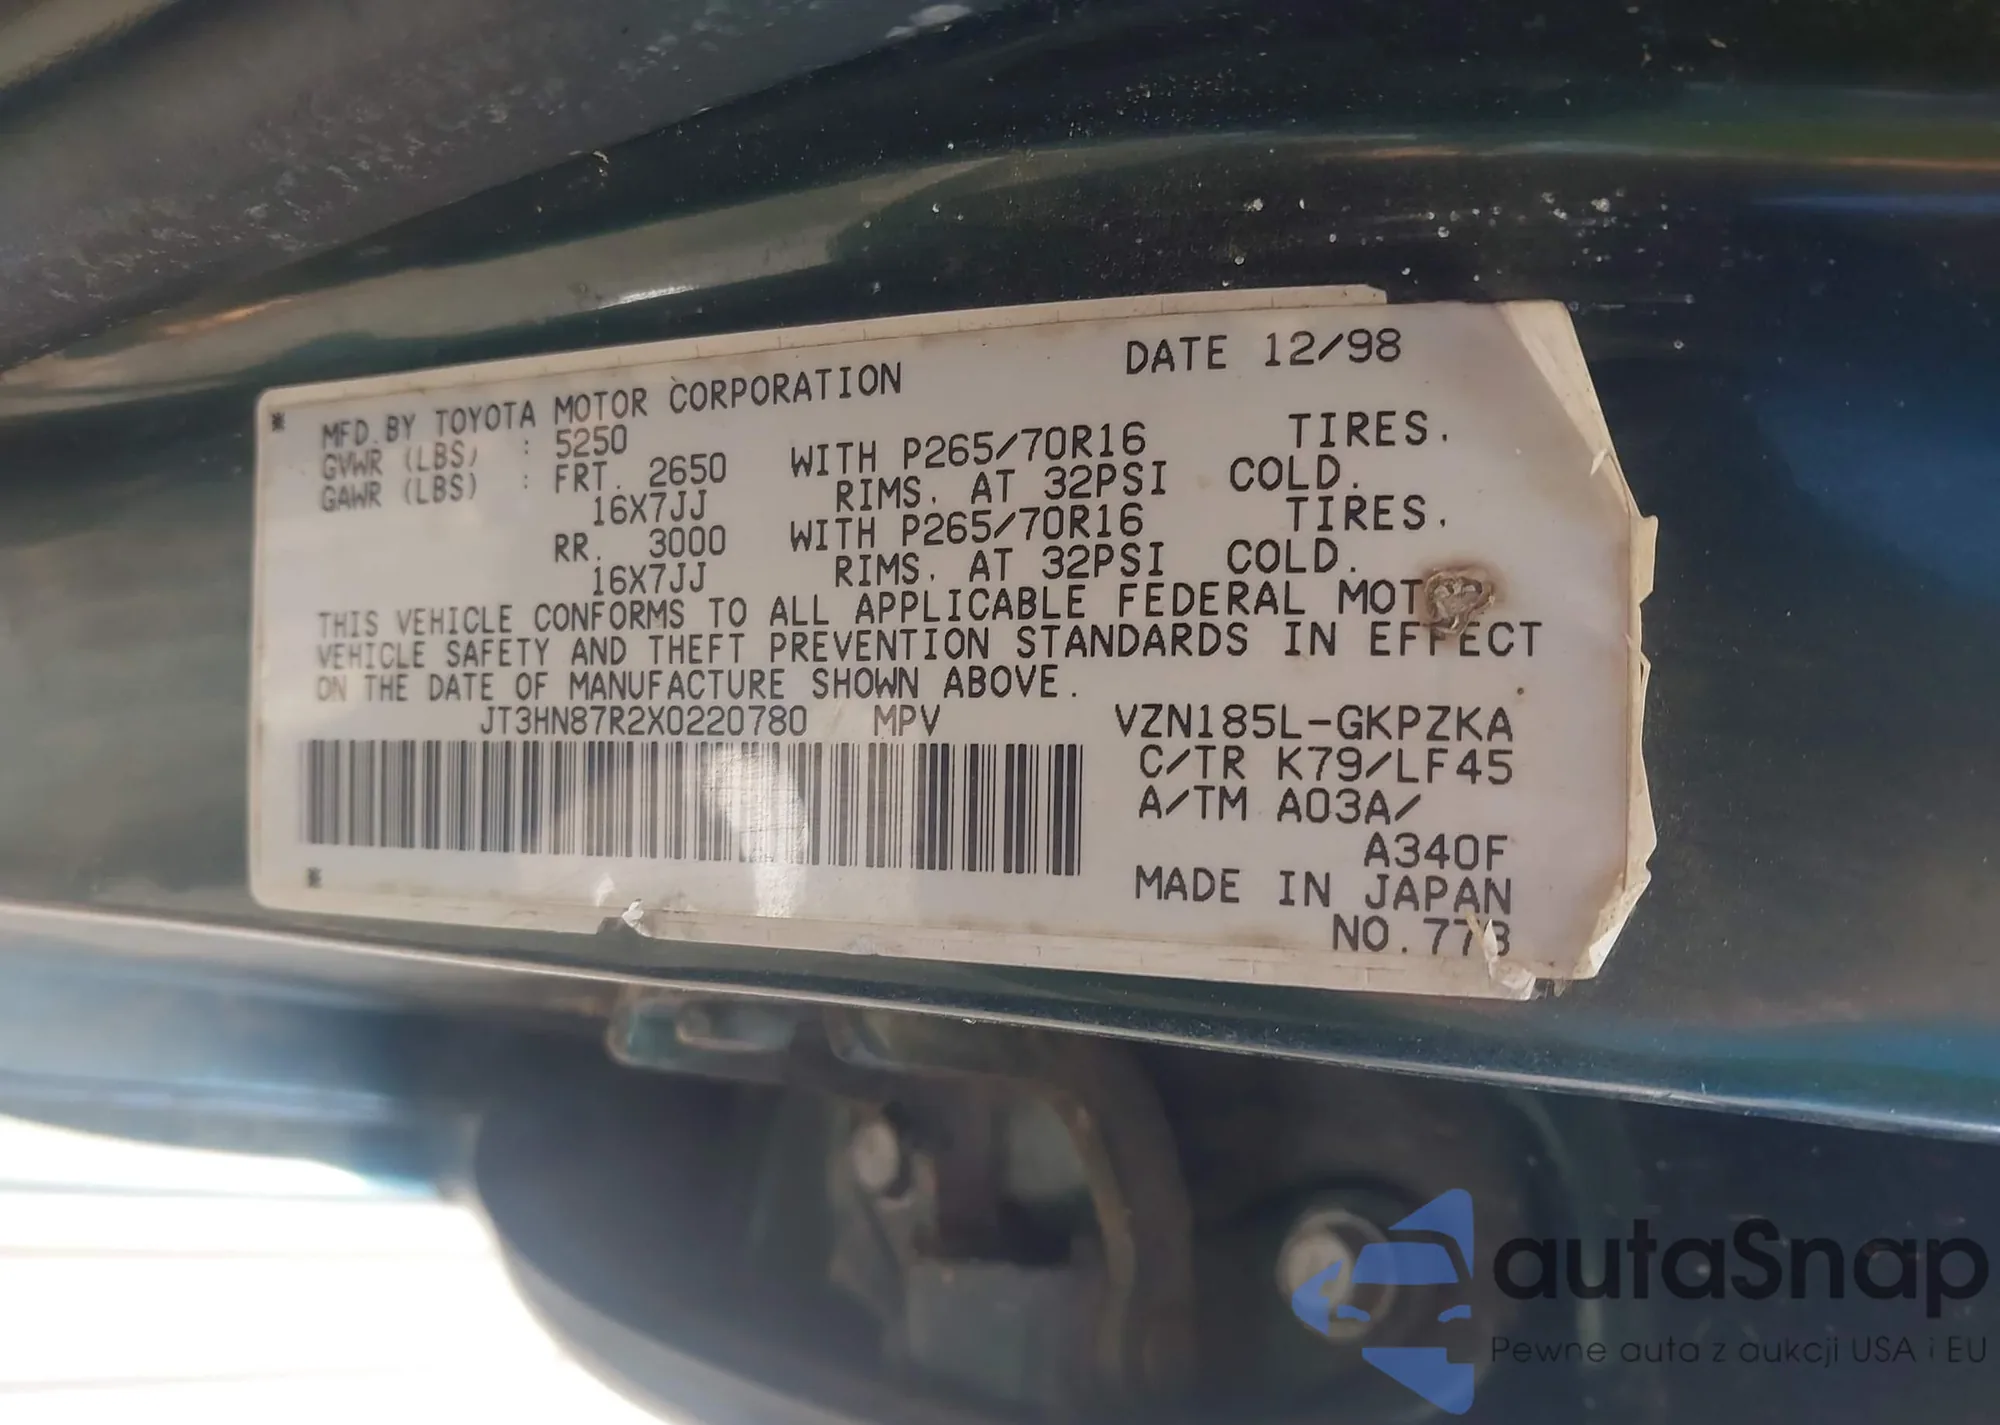 DATE 12/98
MFD.BY TOYOTA MOTOR CORPORATION
GVWR (LBS) : 5250
GAWR (LBS) : FRT. 2650 WITH P265/70R16 TIRES.
16X7JJ RIMS. AT 32PSI COLD.
RR. 3000 WITH P265/70R16 TIRES.
16X7JJ RIMS. AT 32PSI COLD.
THIS VEHICLE CONFORMS TO ALL APPLICABLE FEDERAL MOT
VEHICLE SAFETY AND THEFT PREVENTION STANDARDS IN EFFECT
ON THE DATE OF MANUFACTURE SHOWN ABOVE.
JT3HN87R2X0220780 MPV VZN185L-GKPZKA
C/TR K79/LF45
A/TM A03A/
A340F
MADE IN JAPAN
NO.773
autaSnap
Pewne auta z aukcji USA i EU